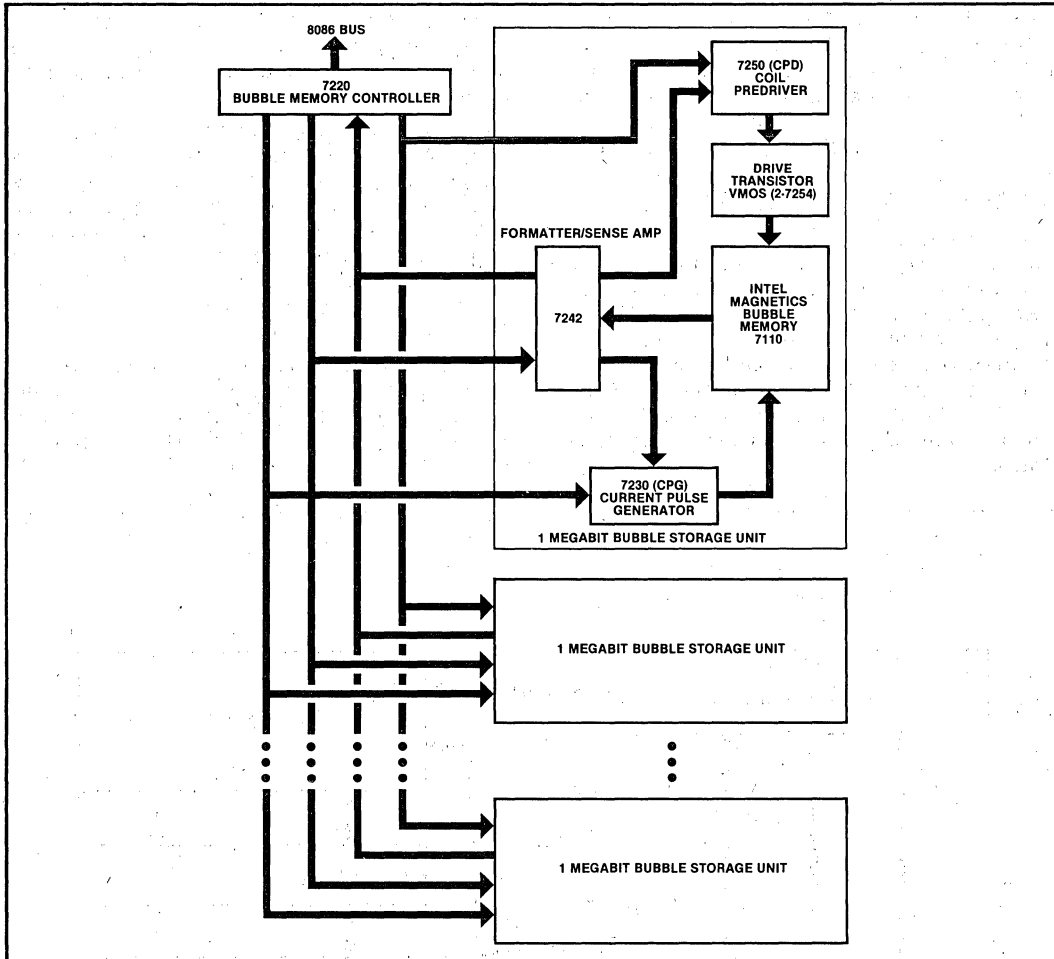 8086 BUS
7220
BUBBLE MEMORY CONTROLLER
7250 (CPD)
COIL
PREDRIVER
DRIVE
TRANSISTOR
VMOS (2-7254)
FORMATTER/SENSE AMP
7242
INTEL
MAGNETICS
BUBBLE
MEMORY
7110
7230 (CPG)
CURRENT PULSE
GENERATOR
1 MEGABIT BUBBLE STORAGE UNIT
1 MEGABIT BUBBLE STORAGE UNIT
1 MEGABIT BUBBLE STORAGE UNIT